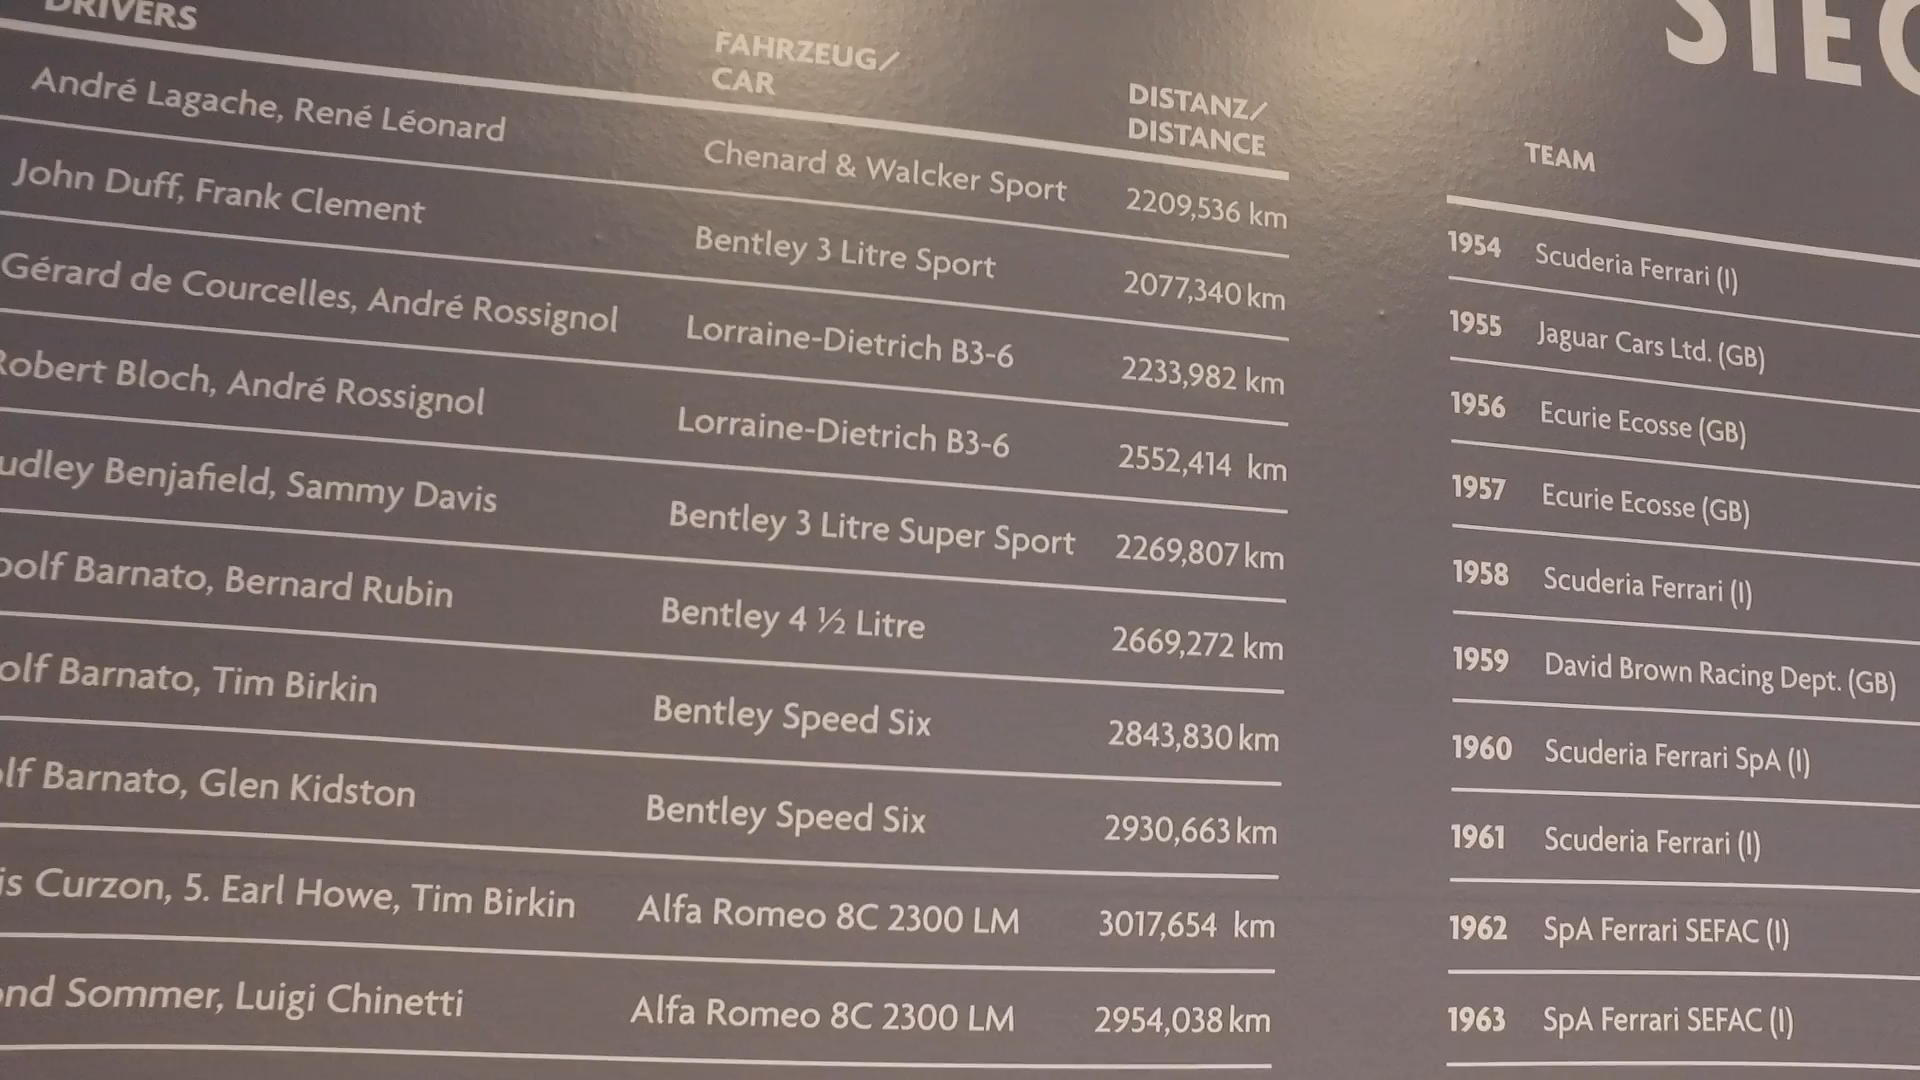 DRIVERS FAHRZEUG/ CAR DISTANZ/ DISTANCE
André Lagache, René Léonard Chenard & Walcker Sport 2209,536 km
John Duff, Frank Clement Bentley 3 Litre Sport 2077,340 km
Gérard de Courcelles, André Rossignol Lorraine-Dietrich B3-6 2233,982 km
Robert Bloch, André Rossignol Lorraine-Dietrich B3-6 2552,414 km
udley Benjafield, Sammy Davis Bentley 3 Litre Super Sport 2269,807 km
oolf Barnato, Bernard Rubin Bentley 4 ½ Litre 2669,272 km
olf Barnato, Tim Birkin Bentley Speed Six 2843,830 km
lf Barnato, Glen Kidston Bentley Speed Six 2930,663 km
is Curzon, 5. Earl Howe, Tim Birkin Alfa Romeo 8C 2300 LM 3017,654 km
ond Sommer, Luigi Chinetti Alfa Romeo 8C 2300 LM 2954,038 km
SIEG
TEAM
1954 Scuderia Ferrari (I)
1955 Jaguar Cars Ltd. (GB)
1956 Ecurie Ecosse (GB)
1957 Ecurie Ecosse (GB)
1958 Scuderia Ferrari (I)
1959 David Brown Racing Dept. (GB)
1960 Scuderia Ferrari SpA (I)
1961 Scuderia Ferrari (I)
1962 SpA Ferrari SEFAC (I)
1963 SpA Ferrari SEFAC (I)